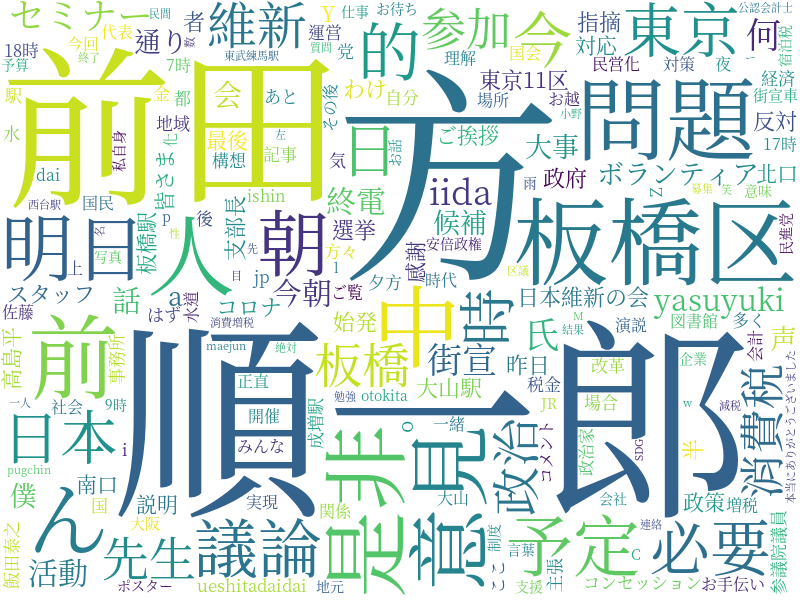 セミナー
者
維新
Y
仕事
お待ち
参加
今
指摘
税
公認会計士
宿泊税
18時
通り
代表
今回
終了
質問
数
民間
東武練馬駅
運営
党
的
国会
理解
東京
対応
何
予算
7時
駅
金
会
あと
その後
わけ
自分
民営化
対策
夜
経済
街宣車
前田
方
問題
水
都
化
地域
最後
構想
記事
左
気
お話
日
東京11区
場所
お越
小野
反対
17時
dai
私自身
皆さま
ishin
終電
iida
ご挨拶
大事
ボランティア
北口
西台駅
国民
p
後
支部長
選挙
候補
感謝
雨
政府
Z
募集
笑
意味
民進党
明日
人
朝
板橋駅
名
写真
性
先
jp
方々
l
安倍政権
板橋区
上
スタッフ
話
a
目
今朝
ご覧
夕方
時代
時
日本維新の会
区議
yasuyuki
佐藤
はず
水道
コロナ
始発
氏
M
結果
演説
図書館
多く
声
高島平
前
事務所
消費増税
maejun
絶対
順一郎
中
板橋
街宣
昨日
改革
企業
会計
消費税
一人
社会
9時
正直
勉強
大山駅
税金
JR
場合
w
減税
日本
i
開催
成増駅
otokita
O
一緒
コメント
政治家
SDG
半
本当にありがとうございました
pugchin
みんな
是非
意見
政治
僕
南口
説明
実現
関係
大山
会社
政策
増税
参議院議員
ん
国
大阪
議論
予定
制度
必要
飯田泰之
活動
先生
ポスター
ueshitadaidai
地元
支援
言葉
ここ
主張
C
連絡
コンセッション
お手伝い